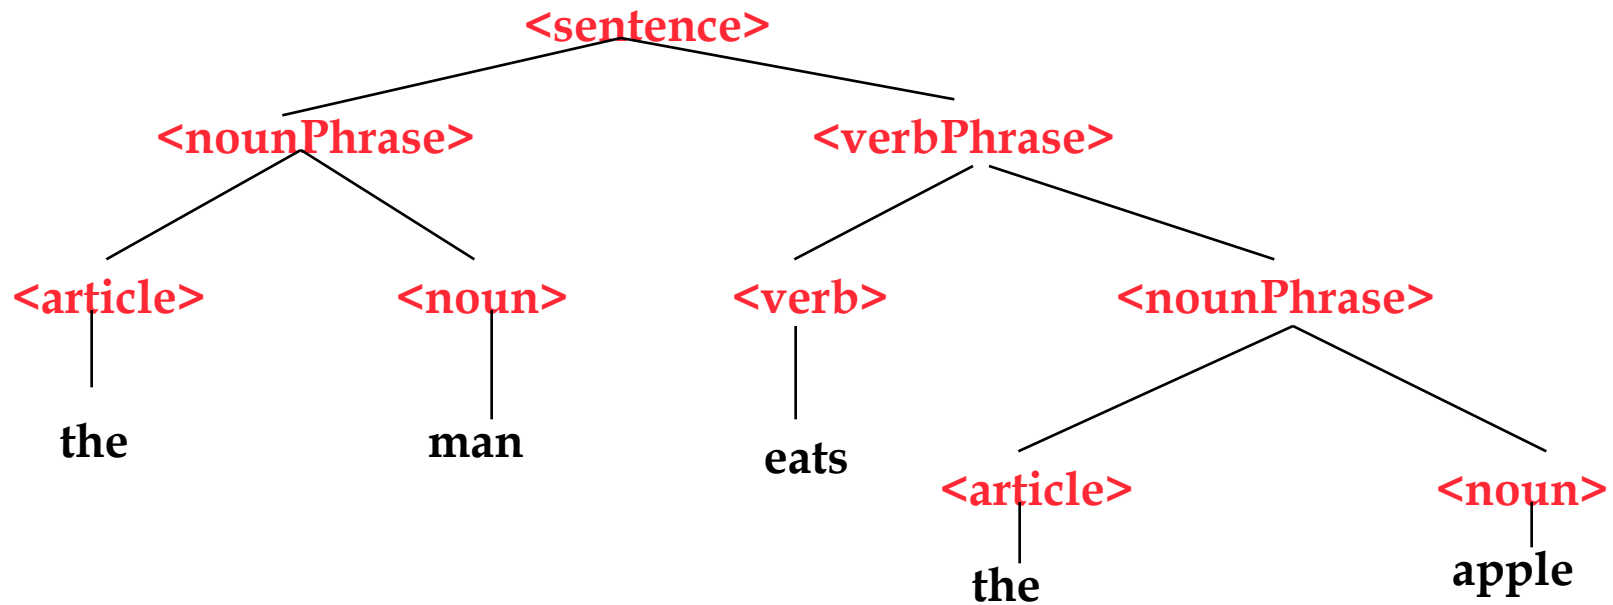 <sentence>
<nounPhrase> <verbPhrase>
<article> <noun> <verb> <nounPhrase>
the man eats
<article> <noun>
the apple